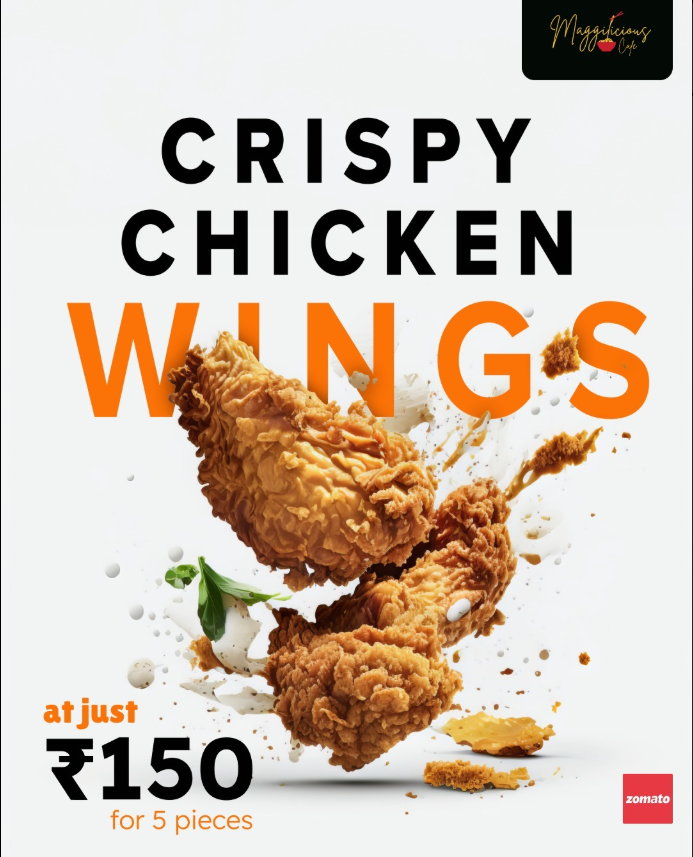 Maggilicious
Cafe
CRISPY
CHICKEN
WINGS
at just
₹150
for 5 pieces
zomato